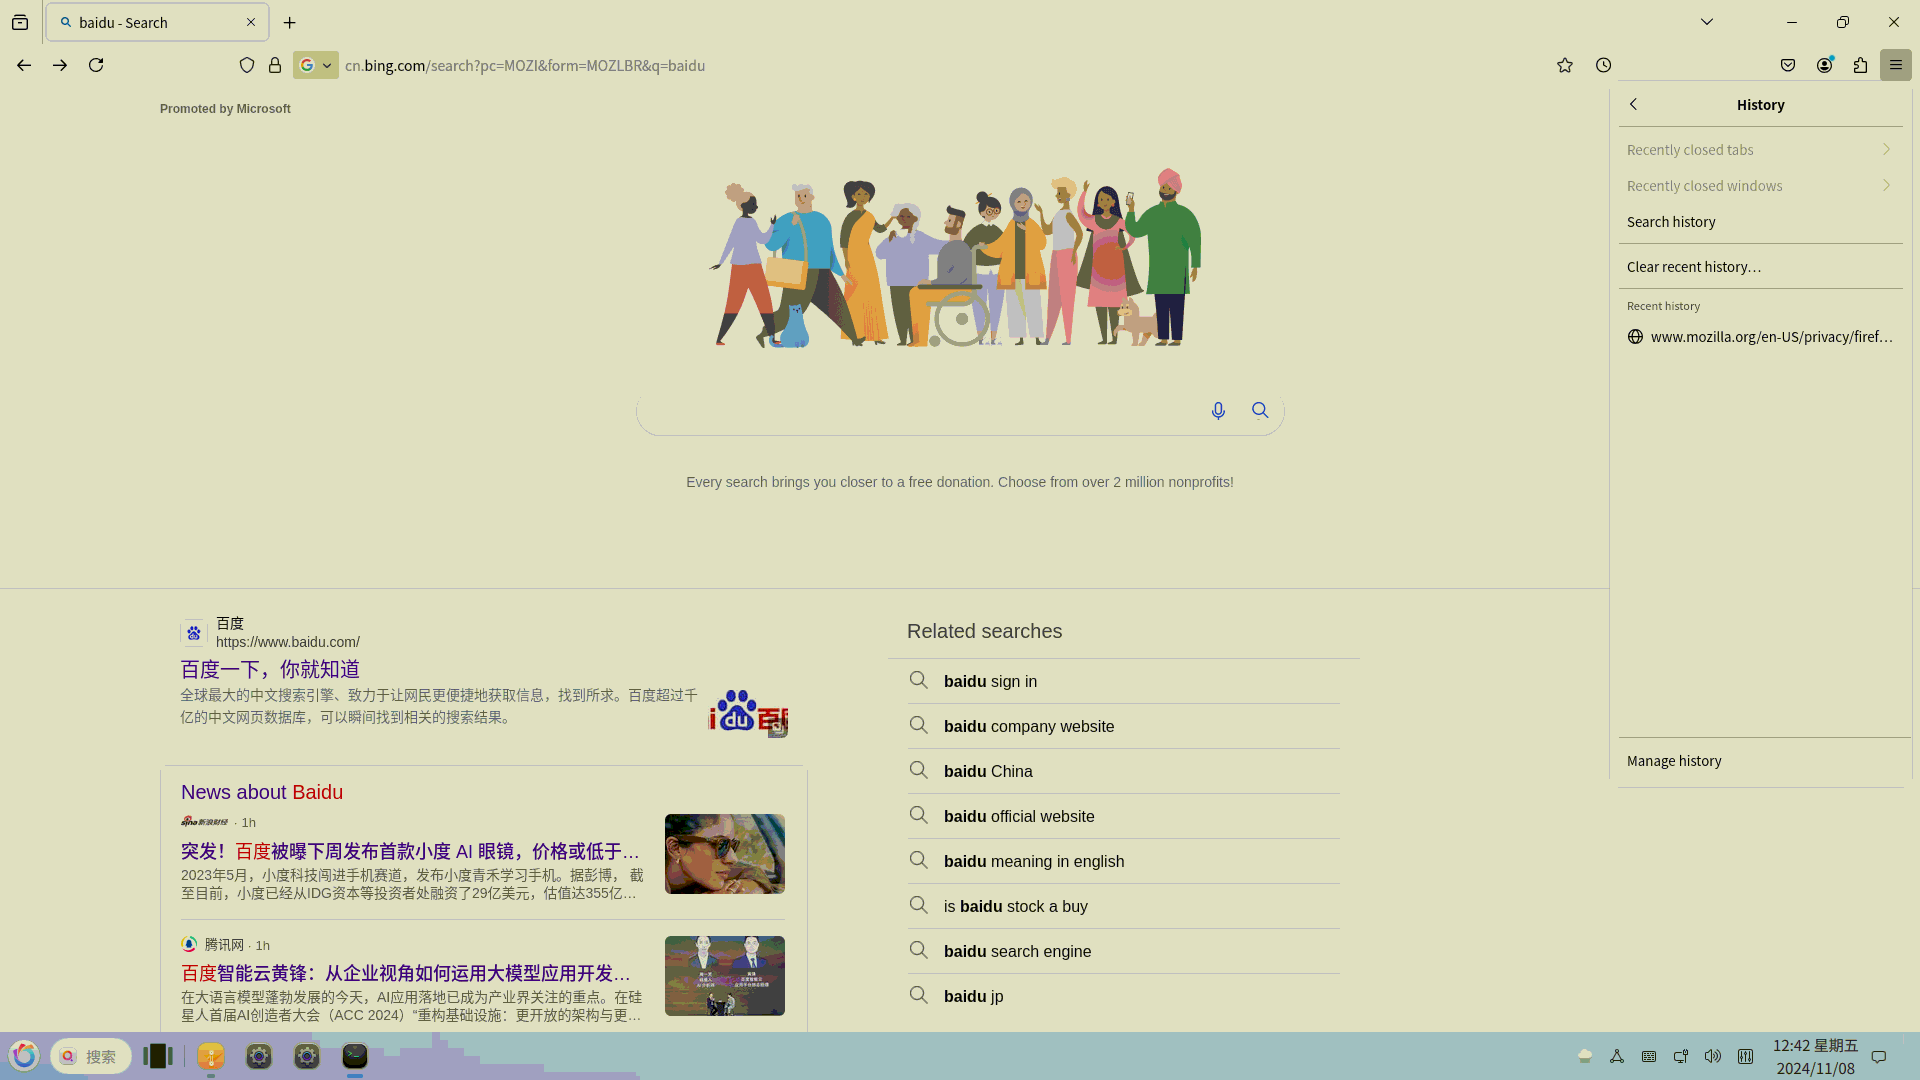 baidu - Search
cn.bing.com/search?pc=MOZI&form=MOZLBR&q=baidu
Promoted by Microsoft
Every search brings you closer to a free donation. Choose from over 2 million nonprofits!
History
Recently closed tabs
Recently closed windows
Search history
Clear recent history…
Recent history
www.mozilla.org/en-US/privacy/firef…
Manage history
百度
https://www.baidu.com/
百度一下，你就知道
全球最大的中文搜索引擎、致力于让网民更便捷地获取信息，找到所求。百度超过千
亿的中文网页数据库，可以瞬间找到相关的搜索结果。
du
News about Baidu
sina新浪财经 · 1h
突发！百度被曝下周发布首款小度 AI 眼镜，价格或低于…
2023年5月，小度科技闯进手机赛道，发布小度青禾学习手机。据彭博， 截
至目前，小度已经从IDG资本等投资者处融资了29亿美元，估值达355亿…
腾讯网 · 1h
百度智能云黄锋：从企业视角如何运用大模型应用开发…
在大语言模型蓬勃发展的今天，AI应用落地已成为产业界关注的重点。在硅
星人首届AI创造者大会（ACC 2024）“重构基础设施：更开放的架构与更…
Related searches
baidu sign in
baidu company website
baidu China
baidu official website
baidu meaning in english
is baidu stock a buy
baidu search engine
baidu jp
搜索
12:42 星期五
2024/11/08